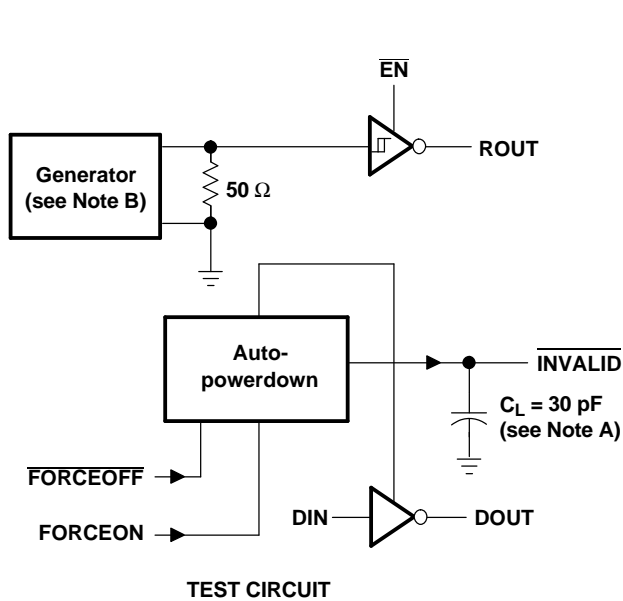 EN
ROUT
Generator
(see Note B)
50 Ω
Auto-
powerdown
INVALID
CL = 30 pF
(see Note A)
FORCEOFF
FORCEON
DIN
DOUT
TEST CIRCUIT